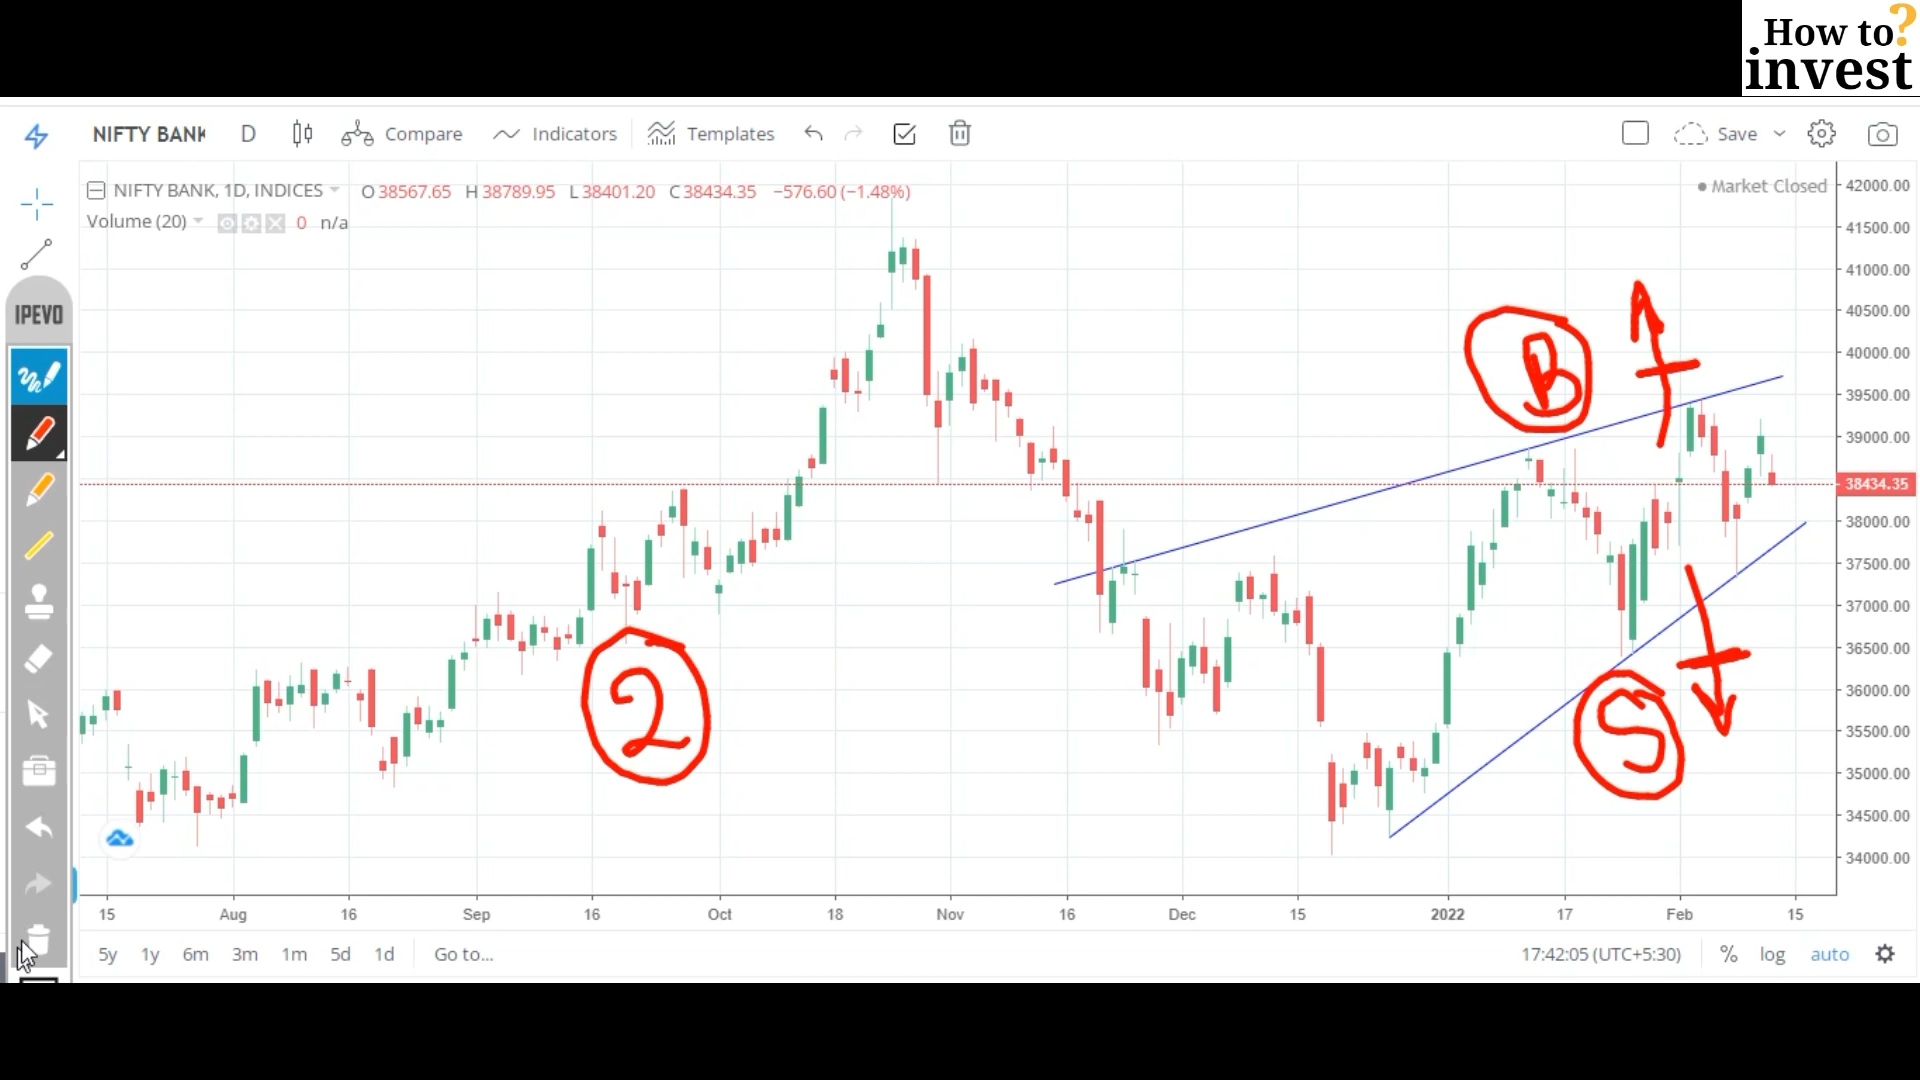 How to?
invest
NIFTY BANK D Compare Indicators Templates Save
NIFTY BANK, 1D, INDICES O38567.65 H38789.95 L38401.20 C38434.35 −576.60 (−1.48%)
Market Closed
Volume (20) 0 n/a
IPEVO
42000.00
41500.00
41000.00
40500.00
40000.00
39500.00
39000.00
38434.35
38000.00
37500.00
37000.00
36500.00
36000.00
35500.00
35000.00
34500.00
34000.00
B
2
S
15 Aug 16 Sep 16 Oct 18 Nov 16 Dec 15 2022 17 Feb 15
5y 1y 6m 3m 1m 5d 1d Go to... 17:42:05 (UTC+5:30) % log auto